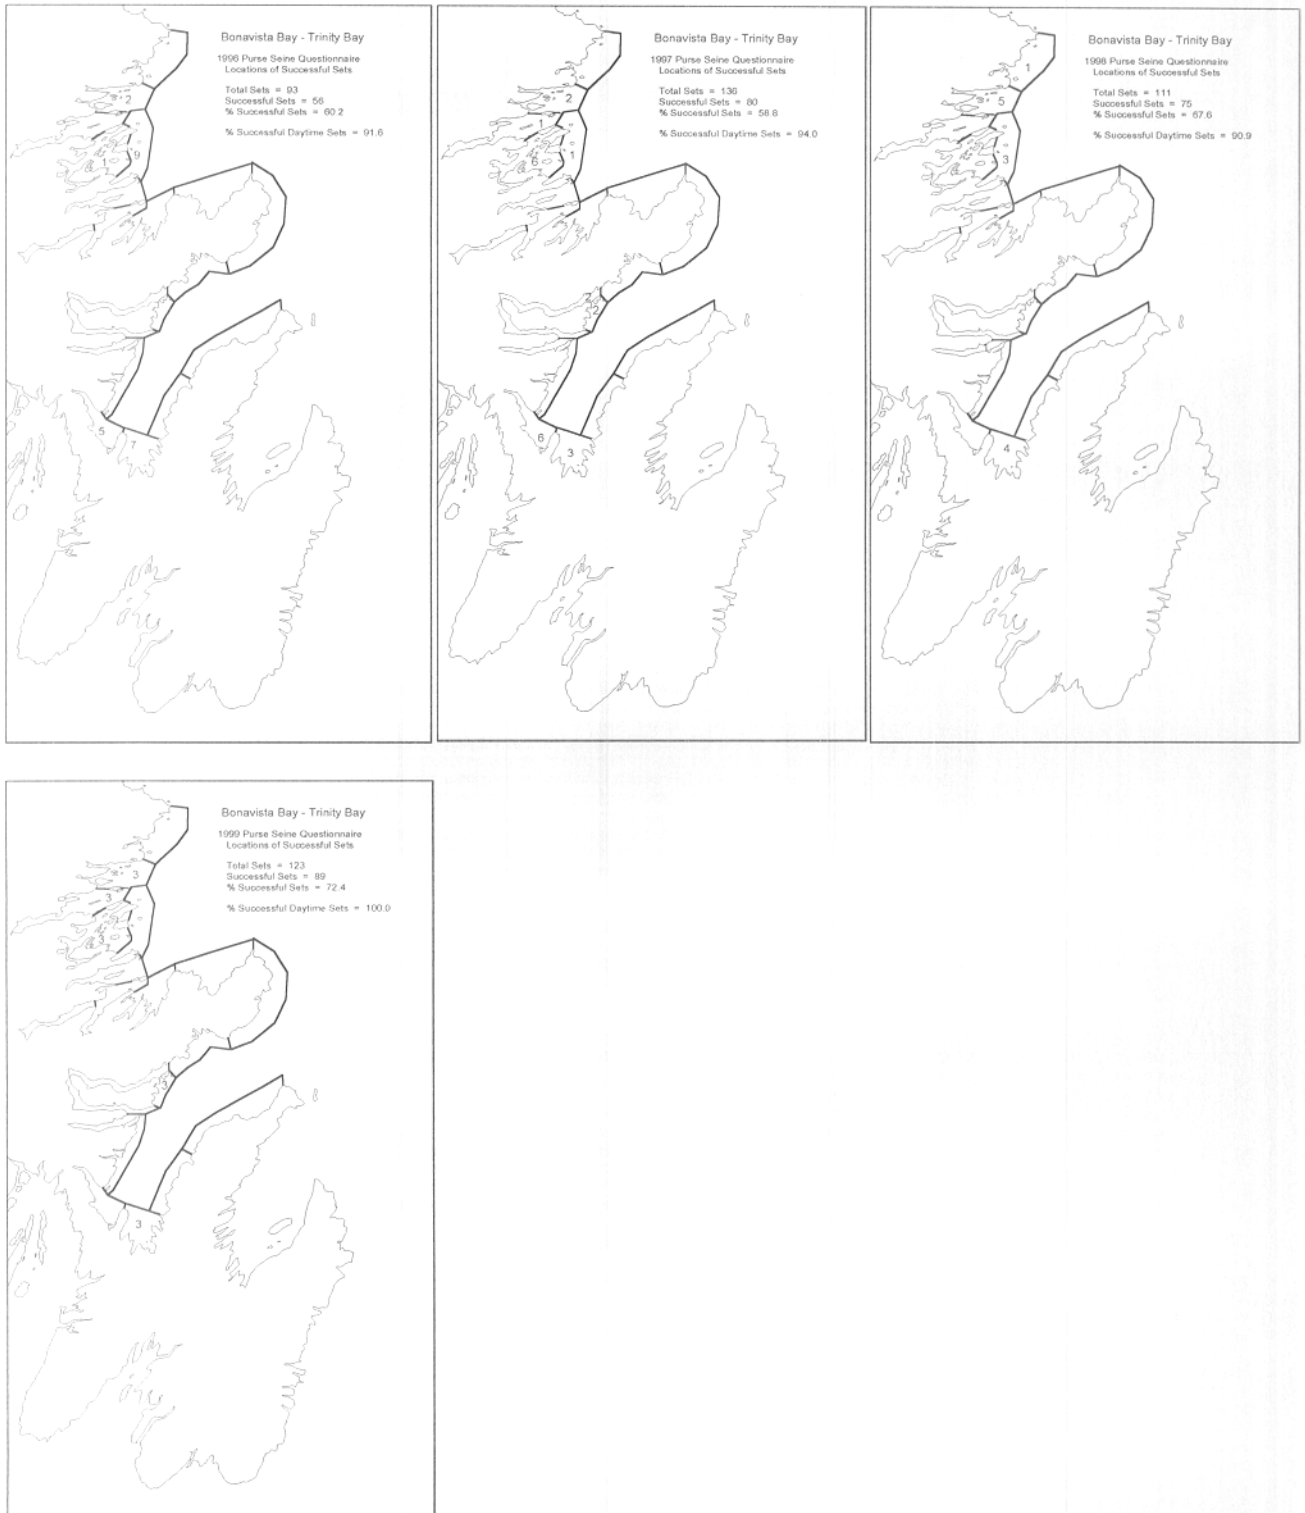 Bonavista Bay - Trinity Bay
1996 Purse Seine Questionnaire
Locations of Successful Sets
Total Sets = 93
Successful Sets = 56
% Successful Sets = 60.2
% Successful Daytime Sets = 91.6
2
9
1
5
7
Bonavista Bay - Trinity Bay
1997 Purse Seine Questionnaire
Locations of Successful Sets
Total Sets = 136
Successful Sets = 80
% Successful Sets = 58.8
% Successful Daytime Sets = 94.0
2
1
6
1
2
6
3
Bonavista Bay - Trinity Bay
1998 Purse Seine Questionnaire
Locations of Successful Sets
Total Sets = 111
Successful Sets = 75
% Successful Sets = 67.6
% Successful Daytime Sets = 90.9
1
5
3
4
Bonavista Bay - Trinity Bay
1999 Purse Seine Questionnaire
Locations of Successful Sets
Total Sets = 123
Successful Sets = 89
% Successful Sets = 72.4
% Successful Daytime Sets = 100.0
3
3
3
3
3